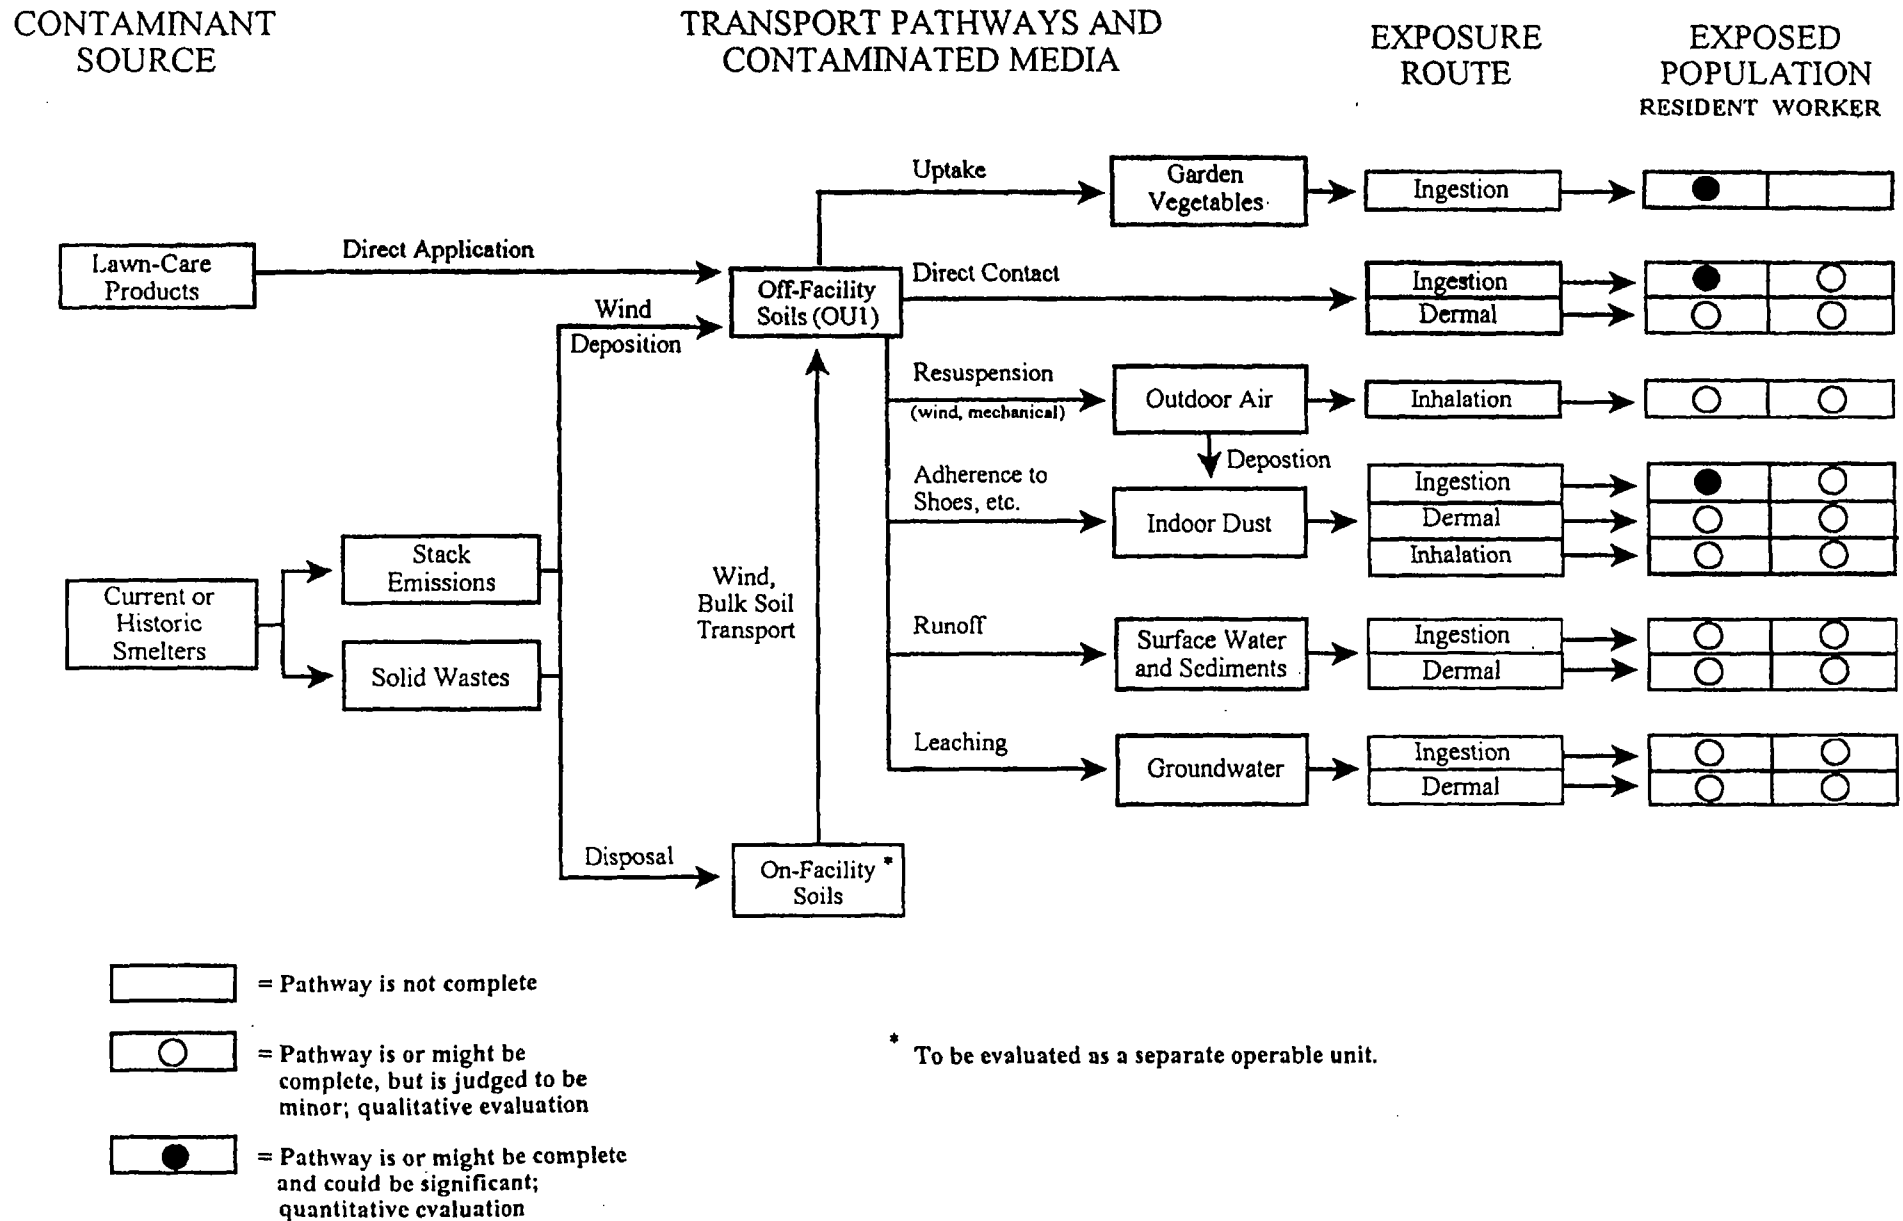 CONTAMINANT
SOURCE
TRANSPORT PATHWAYS AND
CONTAMINATED MEDIA
EXPOSURE
ROUTE
EXPOSED
POPULATION
RESIDENT WORKER
Uptake
Garden
Vegetables
Ingestion
Lawn-Care
Products
Direct Application
Off-Facility
Soils (OU1)
Direct Contact
Ingestion
Dermal
Wind
Deposition
Resuspension
(wind, mechanical)
Outdoor Air
Inhalation
Depostion
Adherence to
Shoes, etc.
Indoor Dust
Ingestion
Dermal
Inhalation
Current or
Historic
Smelters
Stack
Emissions
Solid Wastes
Wind,
Bulk Soil
Transport
Runoff
Surface Water
and Sediments
Ingestion
Dermal
Leaching
Groundwater
Ingestion
Dermal
Disposal
On-Facility *
Soils
= Pathway is not complete
= Pathway is or might be
complete, but is judged to be
minor; qualitative evaluation
= Pathway is or might be complete
and could be significant;
quantitative evaluation
* To be evaluated as a separate operable unit.